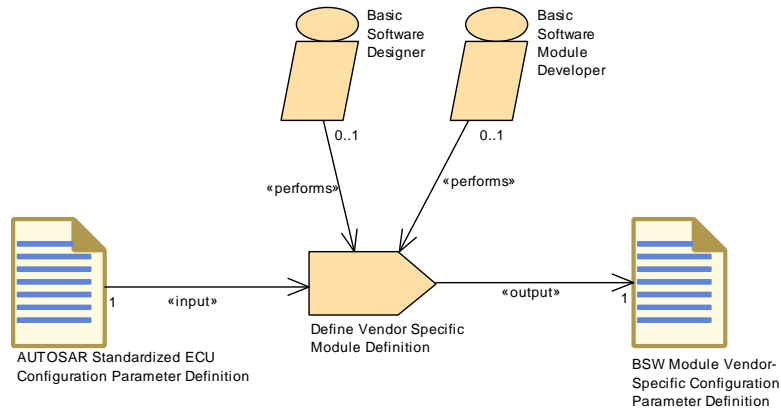 Basic
Software
Designer
Basic
Software
Module
Developer
0..1
0..1
«performs»
«performs»
1
«input»
«output»
1
Define Vendor Specific
Module Definition
AUTOSAR Standardized ECU
Configuration Parameter Definition
BSW Module Vendor-
Specific Configuration
Parameter Definition